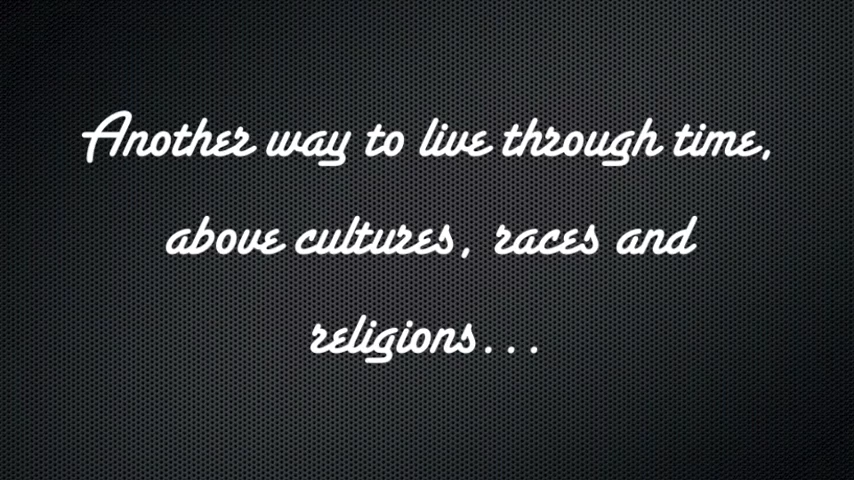 Another way to live through time,
above cultures, races and
religions...